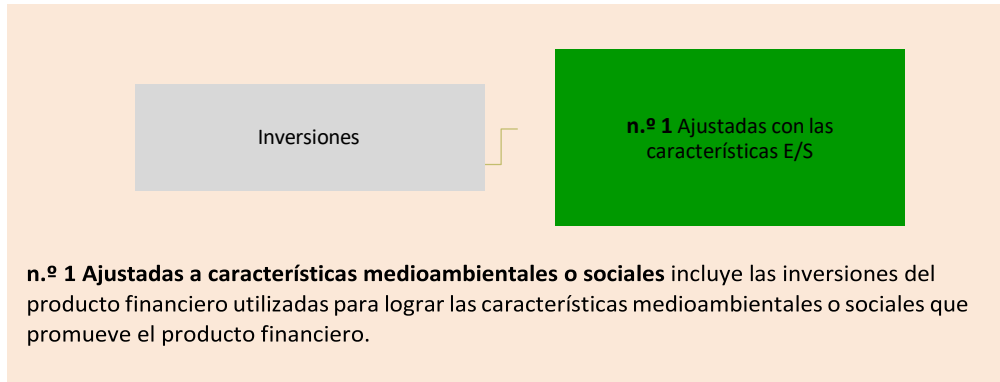 Inversiones
n.º 1 Ajustadas con las
características E/S
n.º 1 Ajustadas a características medioambientales o sociales incluye las inversiones del
producto financiero utilizadas para lograr las características medioambientales o sociales que
promueve el producto financiero.